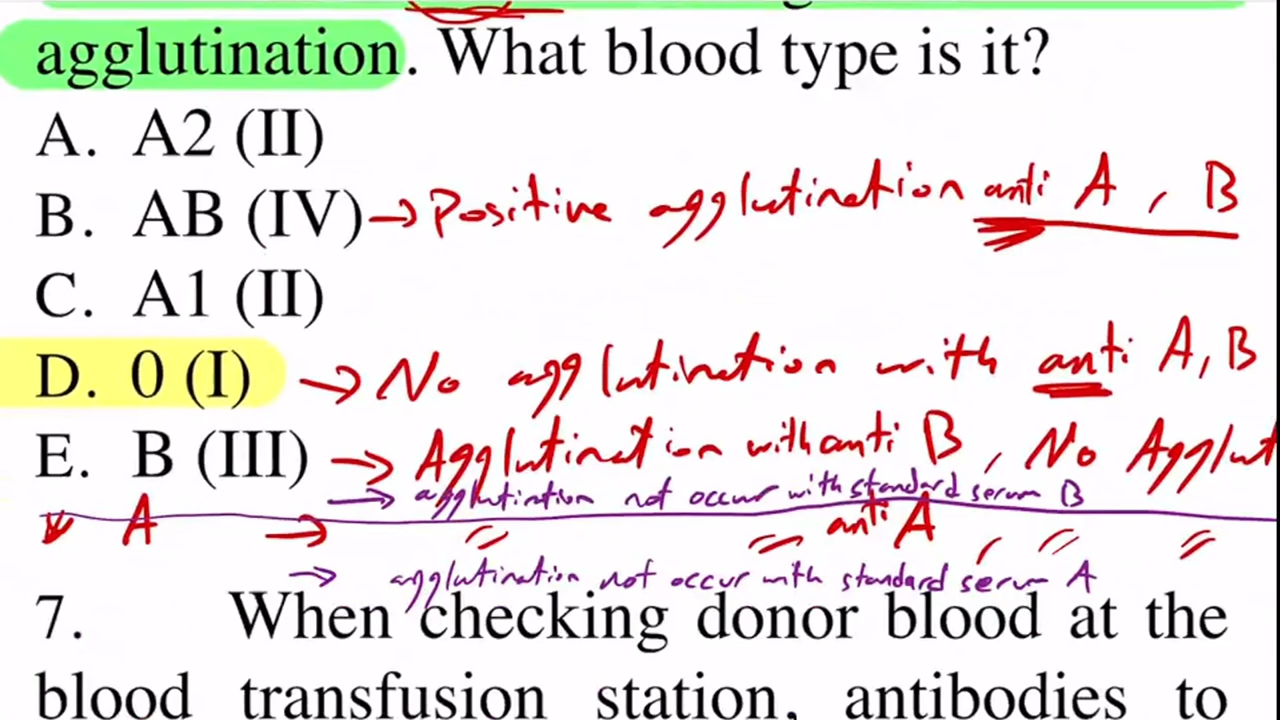 agglutination. What blood type is it?
A. A2 (II)
B. AB (IV) → Positive agglutination anti A, B
C. A1 (II)
D. 0 (I) → No agglutination with anti A, B
E. B (III) → Agglutination with anti B, No Agglut
→ agglutination not occur with standard serum B
A → 〃 〃 anti A, 〃 〃
→ agglutination not occur with standard serum A
7. When checking donor blood at the
blood transfusion station, antibodies to